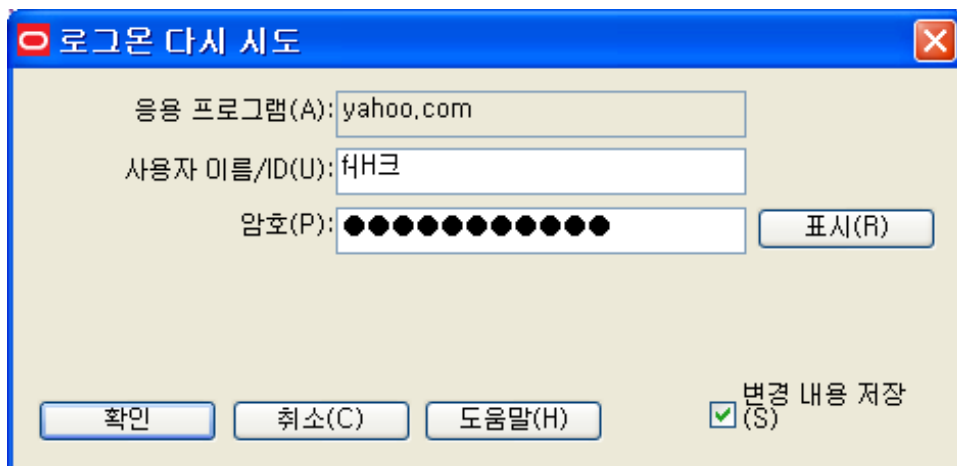 로그온 다시 시도
응용 프로그램(A): yahoo.com
사용자 이름/ID(U):
암호(P): ●●●●●●●●●●●
표시(R)
변경 내용 저장
(S)
확인
취소(C)
도움말(H)